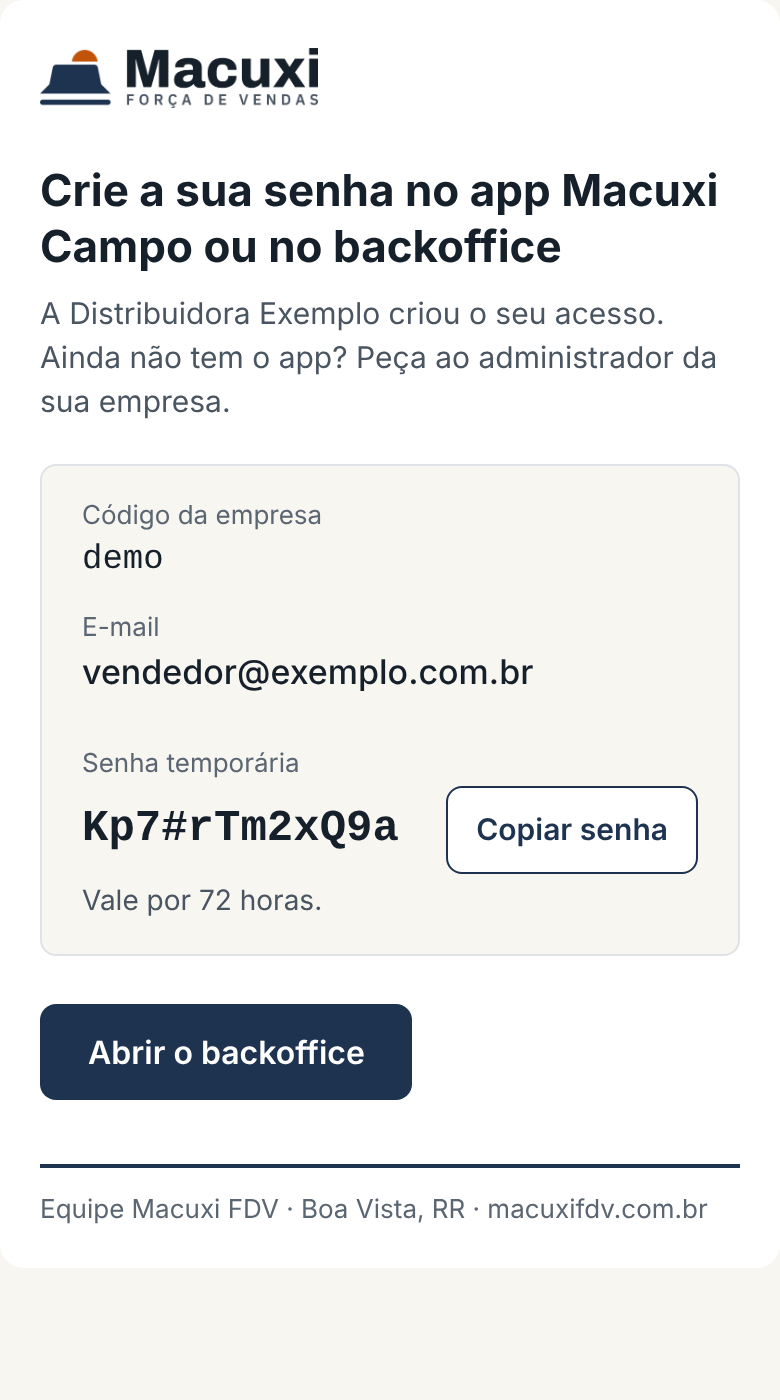 Macuxi
FORÇA DE VENDAS
Crie a sua senha no app Macuxi
Campo ou no backoffice
A Distribuidora Exemplo criou o seu acesso.
Ainda não tem o app? Peça ao administrador da
sua empresa.
Código da empresa
demo
E-mail
vendedor@exemplo.com.br
Senha temporária
Kp7#rTm2xQ9a
Copiar senha
Vale por 72 horas.
Abrir o backoffice
Equipe Macuxi FDV · Boa Vista, RR · macuxifdv.com.br